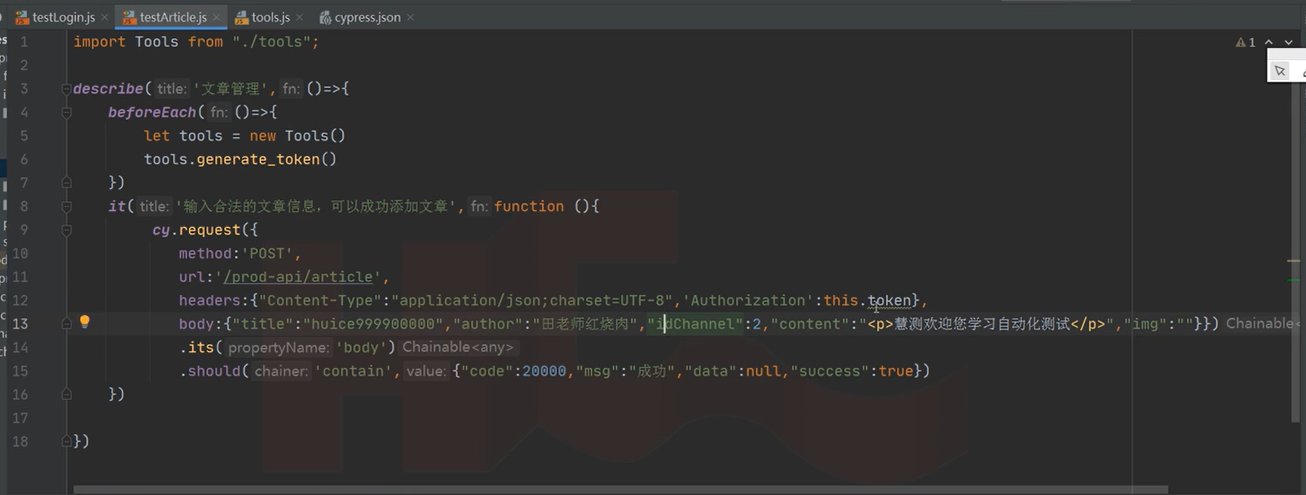 testLogin.js × testArticle.js × tools.js × cypress.json ×
1 import Tools from "./tools";
1
2
3 describe( title: '文章管理', fn: ()=>{
4 beforeEach( fn: ()=>{
5 let tools = new Tools()
6 tools.generate_token()
7 })
8 it( title: '输入合法的文章信息，可以成功添加文章', fn: function (){
9 cy.request({
10 method:'POST',
11 url:'/prod-api/article',
12 headers:{"Content-Type":"application/json;charset=UTF-8",'Authorization':this.token},
13 body:{"title":"huice999900000","author":"田老师红烧肉","idChannel":2,"content":"<p>慧测欢迎您学习自动化测试</p>","img":""}}) Chainable<
14 .its( propertyName: 'body') Chainable<any>
15 .should( chainer: 'contain', value: {"code":20000,"msg":"成功","data":null,"success":true})
16 })
17
18 })